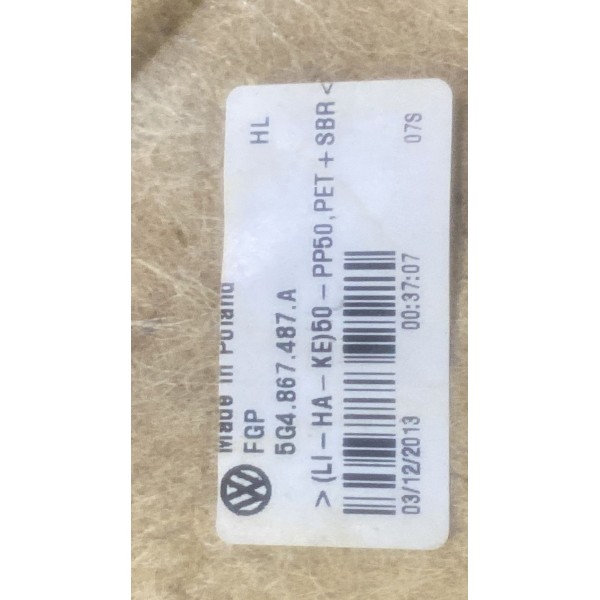 Made in Poland
FGP HL
5G4.867.487.A
>(LI-HA-KE)50-PP50,PET+SBR<
03/12/2013 00:37:07 07S